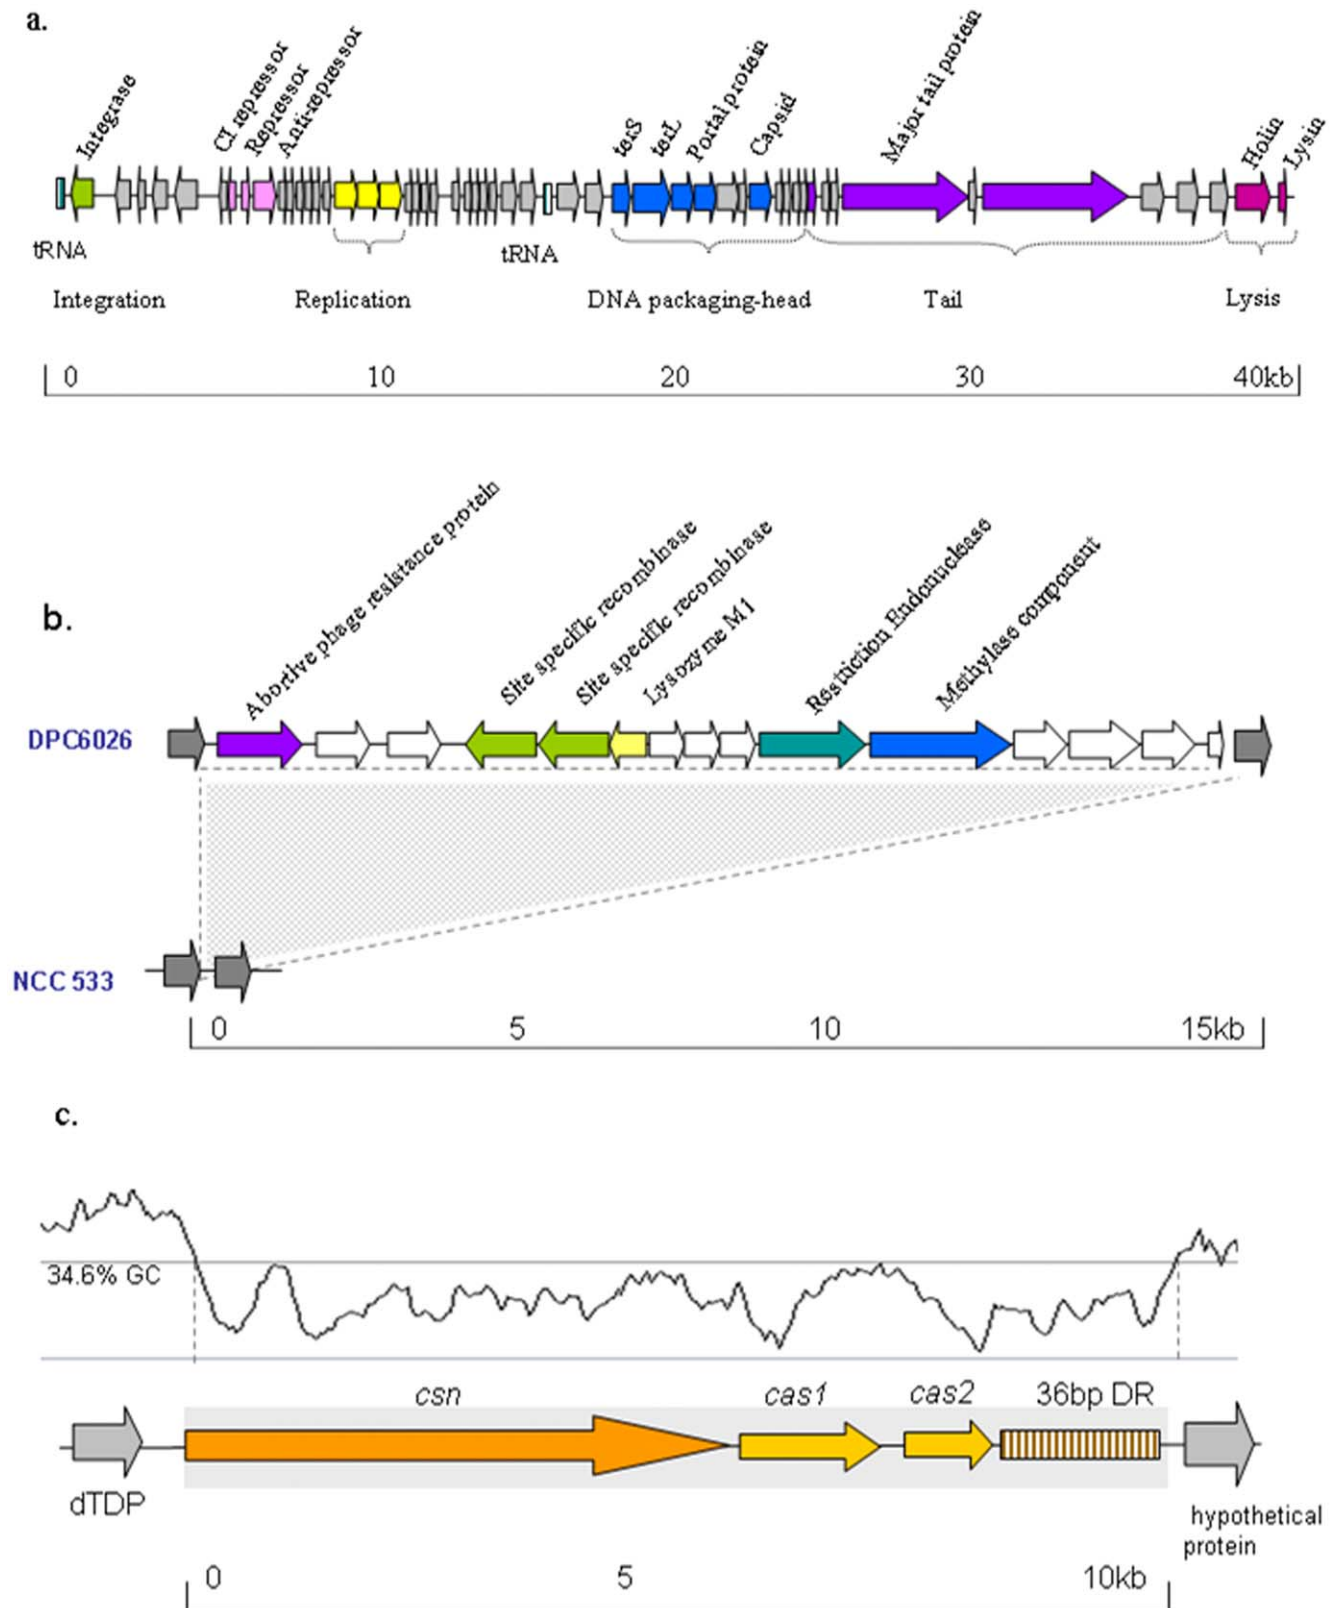 a.
Integrase
CI repressor
Repressor
Anti-repressor
terS
terL
Portal protein
Capsid
Major tail protein
Holin
Lysin
tRNA
tRNA
Integration
Replication
DNA packaging-head
Tail
Lysis
0 10 20 30 40kb
b.
Abortive phage resistance protein
Site specific recombinase
Site specific recombinase
Lysozyme M1
Restriction Endonuclease
Methylase component
DPC6026
NCC 533
0 5 10 15kb
c.
34.6% GC
csn cas1 cas2 36bp DR
dTDP
hypothetical
protein
0 5 10kb